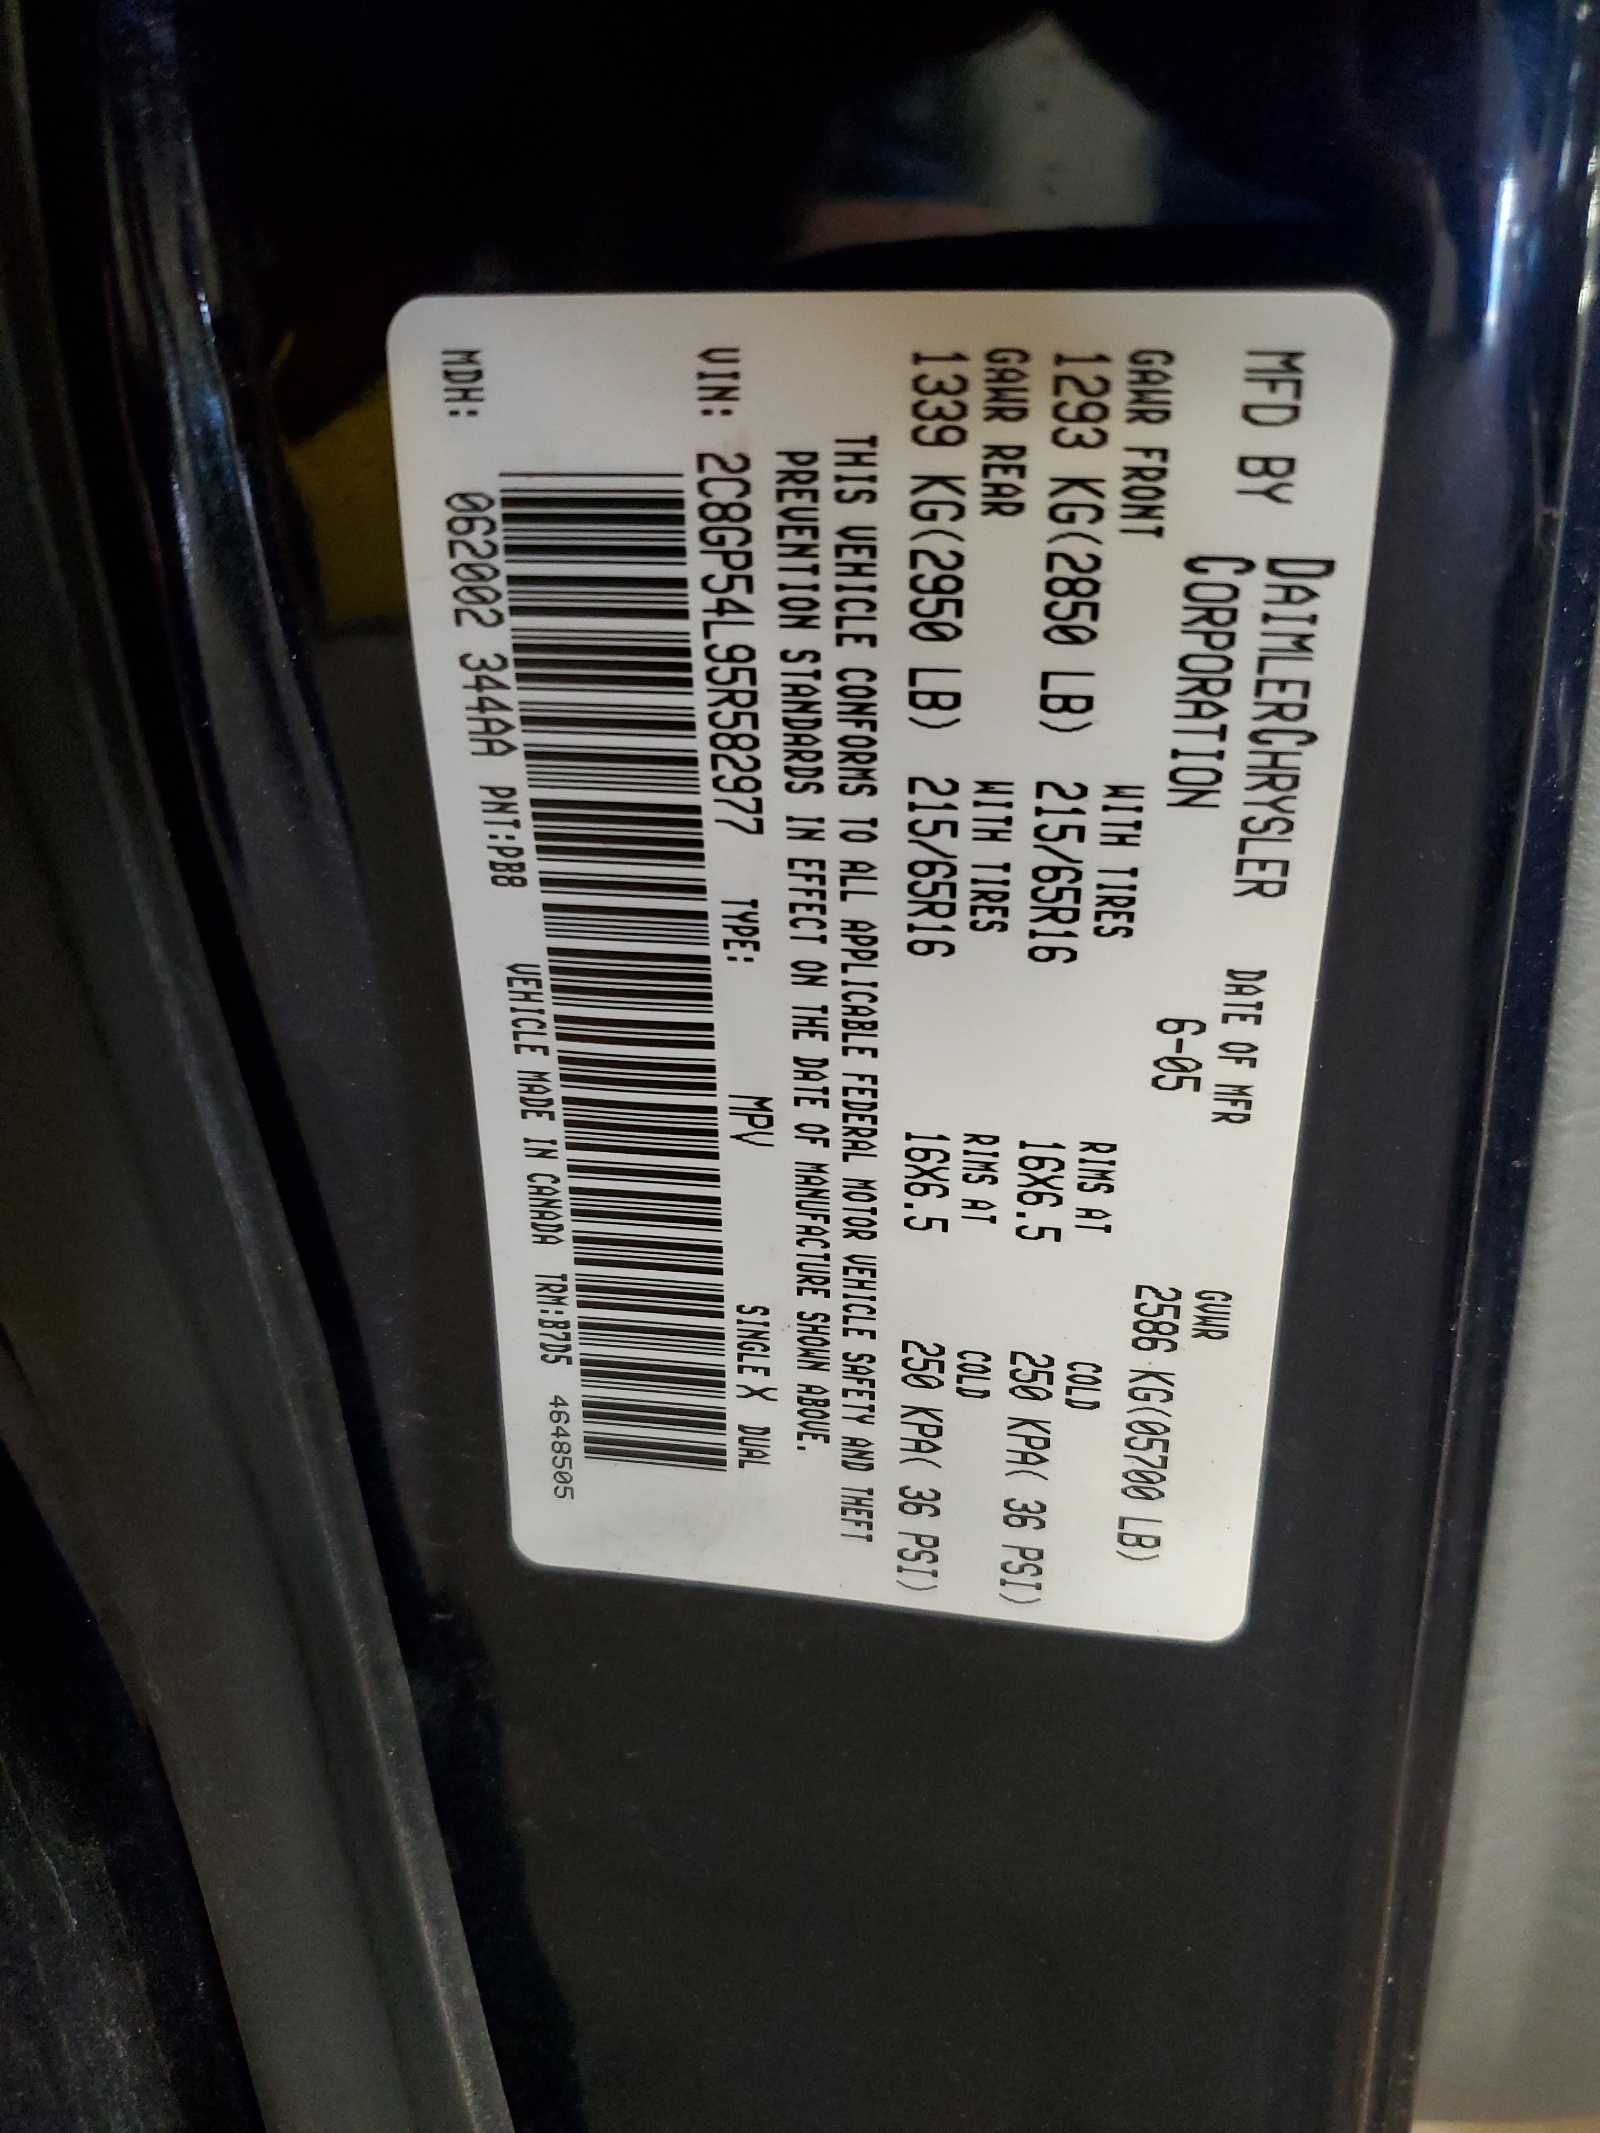 MFD BY DAIMLERCHRYSLER CORPORATION DATE OF MFR 6-05 GVWR 2586 KG(05700 LB)
GAWR FRONT WITH TIRES RIMS AT COLD
1293 KG(2850 LB) 215/65R16 16X6.5 250 KPA( 36 PSI)
GAWR REAR WITH TIRES RIMS AT COLD
1339 KG(2950 LB) 215/65R16 16X6.5 250 KPA( 36 PSI)
THIS VEHICLE CONFORMS TO ALL APPLICABLE FEDERAL MOTOR VEHICLE SAFETY AND THEFT
PREVENTION STANDARDS IN EFFECT ON THE DATE OF MANUFACTURE SHOWN ABOVE.
VIN: 2C8GP54L95R582977 TYPE: MPV SINGLE X DUAL
MDH: 062002 344AA PNT:PB8 VEHICLE MADE IN CANADA TRM:B7D5 4648505